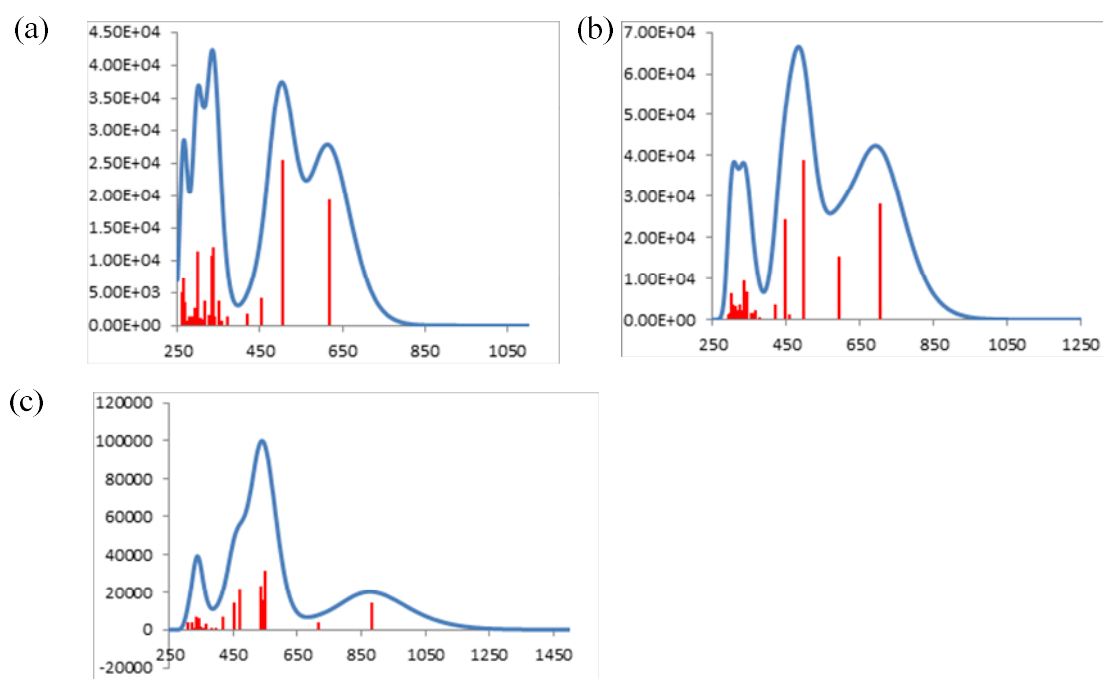 (a)
4.50E+04
4.00E+04
3.50E+04
3.00E+04
2.50E+04
2.00E+04
1.50E+04
1.00E+04
5.00E+03
0.00E+00
250 450 650 850 1050
(b)
7.00E+04
6.00E+04
5.00E+04
4.00E+04
3.00E+04
2.00E+04
1.00E+04
0.00E+00
250 450 650 850 1050 1250
(c)
120000
100000
80000
60000
40000
20000
0
-20000
250 450 650 850 1050 1250 1450